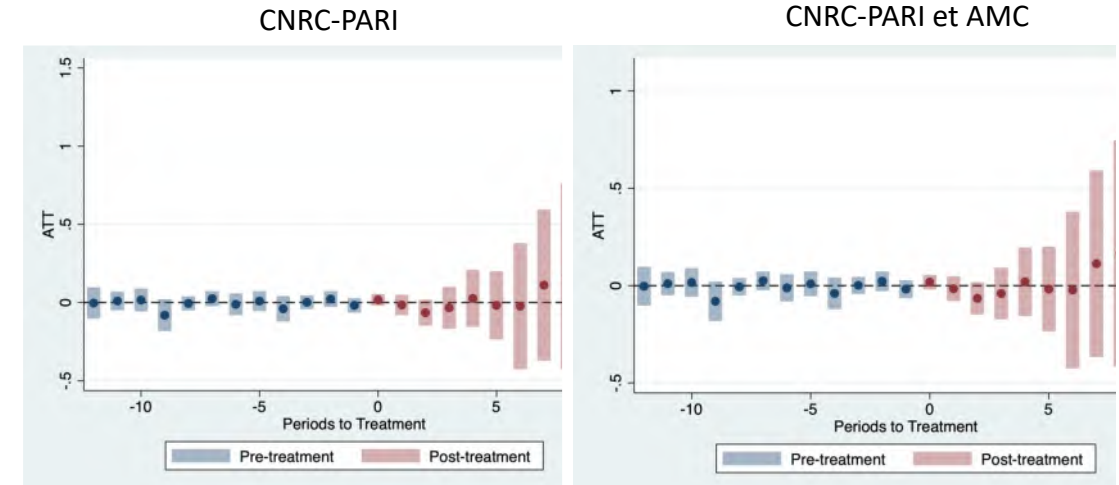 CNRC-PARI
1.5
1
.5
0
-.5
ATT
-10
-5
0
5
Periods to Treatment
Pre-treatment
Post-treatment
CNRC-PARI et AMC
1
.5
0
-.5
ATT
-10
-5
0
5
Periods to Treatment
Pre-treatment
Post-treatment